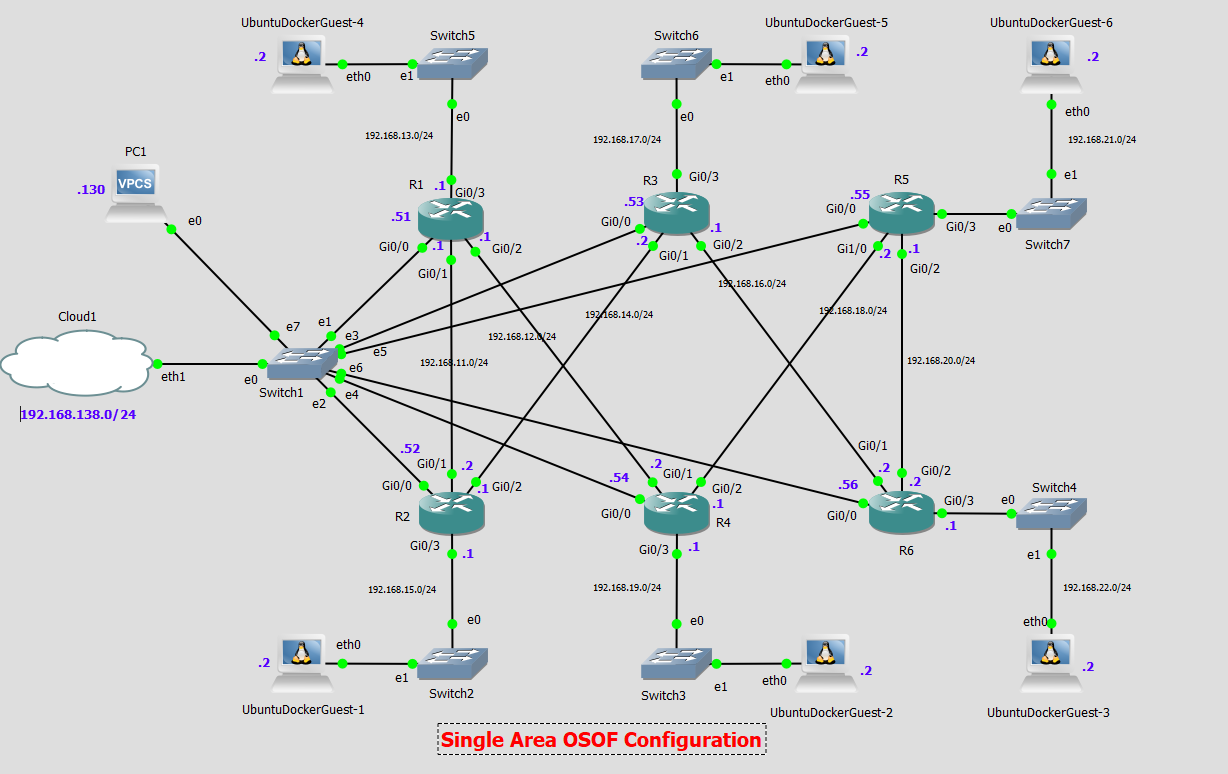 UbuntuDockerGuest-4
Switch5
Switch6
UbuntuDockerGuest-5
UbuntuDockerGuest-6
.2
eth0
e1
e1
eth0
.2
.2
e0
e0
eth0
192.168.13.0/24
192.168.17.0/24
192.168.21.0/24
PC1
VPCS
.130
e0
R1
.1
Gi0/3
.51
Gi0/0
.1
.1
Gi0/2
Gi0/1
R3
Gi0/3
.53
Gi0/0
.1
.2
Gi0/2
Gi0/1
R5
.55
Gi0/0
Gi1/0
.2
.1
Gi0/2
Gi0/3
e1
e0
Switch7
192.168.16.0/24
192.168.14.0/24
192.168.18.0/24
192.168.12.0/24
192.168.11.0/24
192.168.20.0/24
Cloud1
eth1
192.168.138.0/24
e7
e1
e3
e5
e0
e6
e4
e2
Switch1
.52
Gi0/1
.2
Gi0/0
.1
Gi0/2
R2
Gi0/3
.1
.54
.2
Gi0/1
Gi0/0
Gi0/2
.1
R4
Gi0/3
.1
Gi0/1
.2
Gi0/2
.56
.2
Gi0/0
Gi0/3
.1
R6
e0
Switch4
e1
192.168.15.0/24
192.168.19.0/24
192.168.22.0/24
e0
e0
eth0
eth0
.2
e1
Switch2
Switch3
e1
eth0
.2
.2
UbuntuDockerGuest-1
UbuntuDockerGuest-2
UbuntuDockerGuest-3
Single Area OSOF Configuration